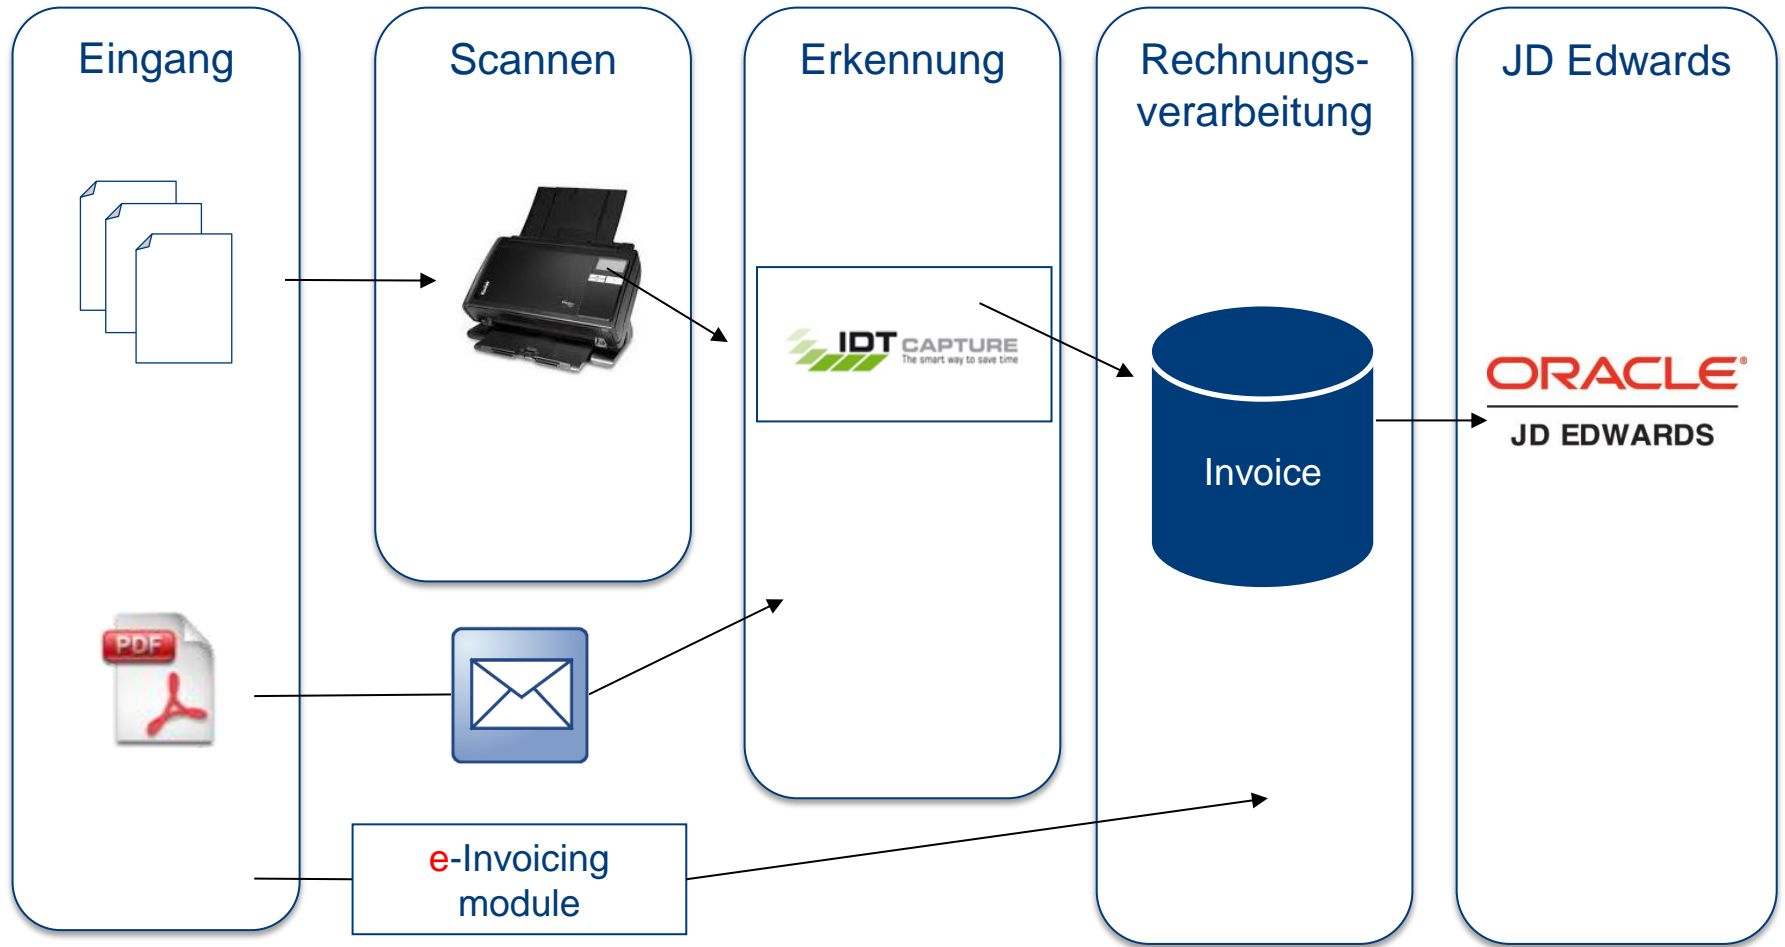 Eingang
Scannen
Erkennung
Rechnungs-
verarbeitung
JD Edwards
IDT CAPTURE
The smart way to save time
ORACLE®
JD EDWARDS
Invoice
PDF
e-Invoicing
module